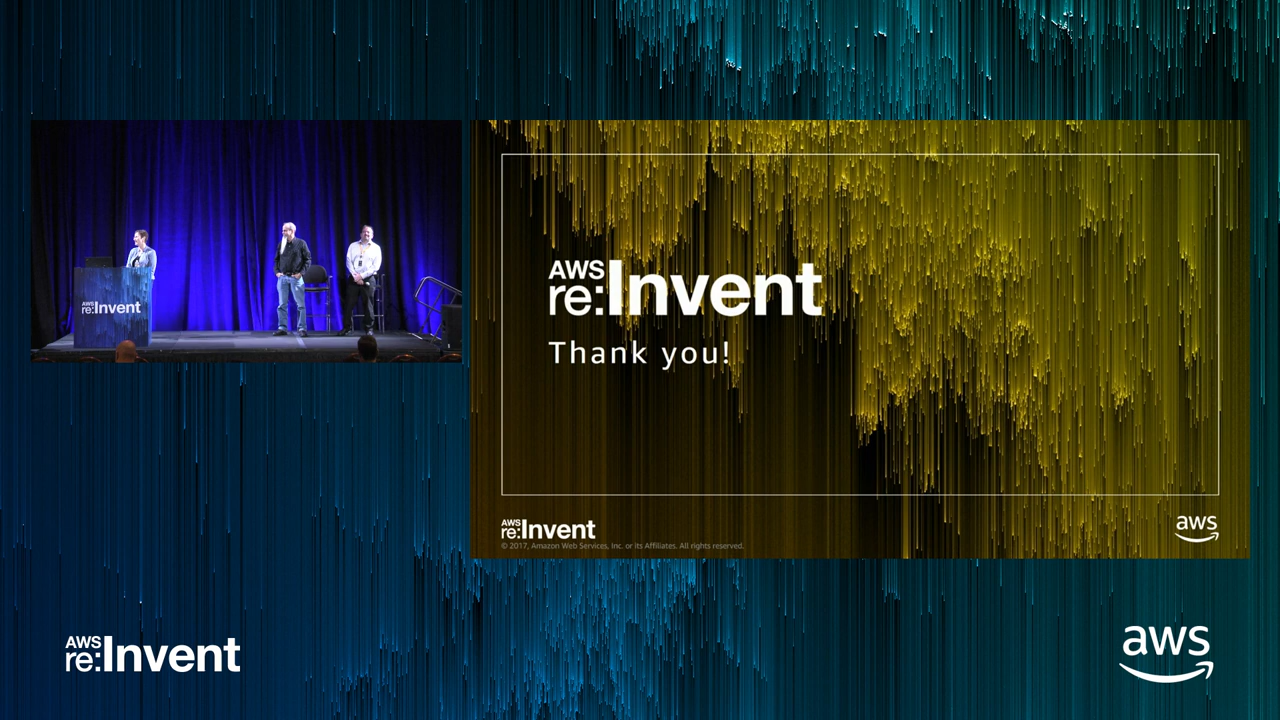 AWS
re:Invent
AWS
re:Invent
Thank you!
AWS
re:Invent
© 2017, Amazon Web Services, Inc. or its Affiliates. All rights reserved.
aws
AWS
re:Invent
aws